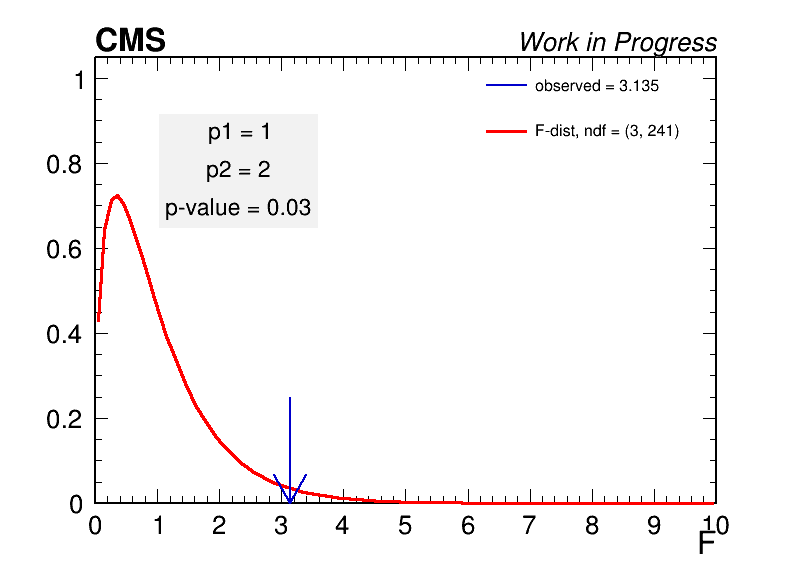 CMS Work in Progress
observed = 3.135
F-dist, ndf = (3, 241)
p1 = 1
p2 = 2
p-value = 0.03
1
0.8
0.6
0.4
0.2
0
0 1 2 3 4 5 6 7 8 9 10
F